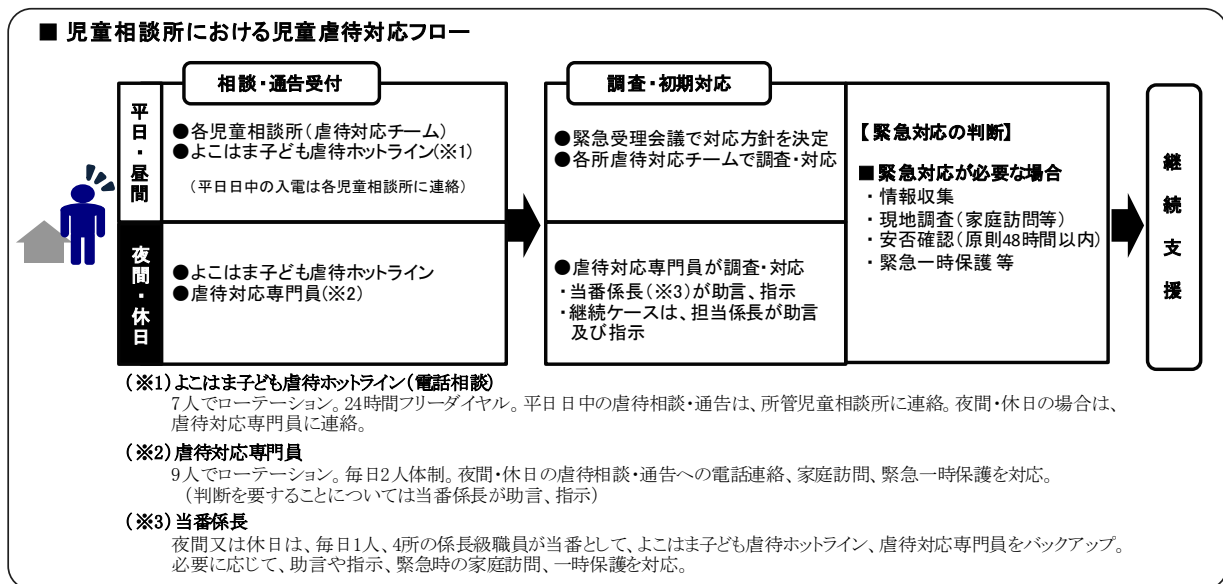 ■ 児童相談所における児童虐待対応フロー
相談・通告受付
調査・初期対応
平日・昼間
●各児童相談所(虐待対応チーム)
●よこはま子ども虐待ホットライン(※1)
(平日日中の入電は各児童相談所に連絡)
●緊急受理会議で対応方針を決定
●各所虐待対応チームで調査・対応
夜間・休日
●よこはま子ども虐待ホットライン
●虐待対応専門員(※2)
●虐待対応専門員が調査・対応
・当番係長(※3)が助言、指示
・継続ケースは、担当係長が助言
及び指示
【緊急対応の判断】
■緊急対応が必要な場合
・情報収集
・現地調査(家庭訪問等)
・安否確認(原則48時間以内)
・緊急一時保護 等
継続支援
(※1)よこはま子ども虐待ホットライン(電話相談)
7人でローテーション。24時間フリーダイヤル。平日日中の虐待相談・通告は、所管児童相談所に連絡。夜間・休日の場合は、
虐待対応専門員に連絡。
(※2)虐待対応専門員
9人でローテーション。毎日2人体制。夜間・休日の虐待相談・通告への電話連絡、家庭訪問、緊急一時保護を対応。
(判断を要することについては当番係長が助言、指示)
(※3)当番係長
夜間又は休日は、毎日1人、4所の係長級職員が当番として、よこはま子ども虐待ホットライン、虐待対応専門員をバックアップ。
必要に応じて、助言や指示、緊急時の家庭訪問、一時保護を対応。